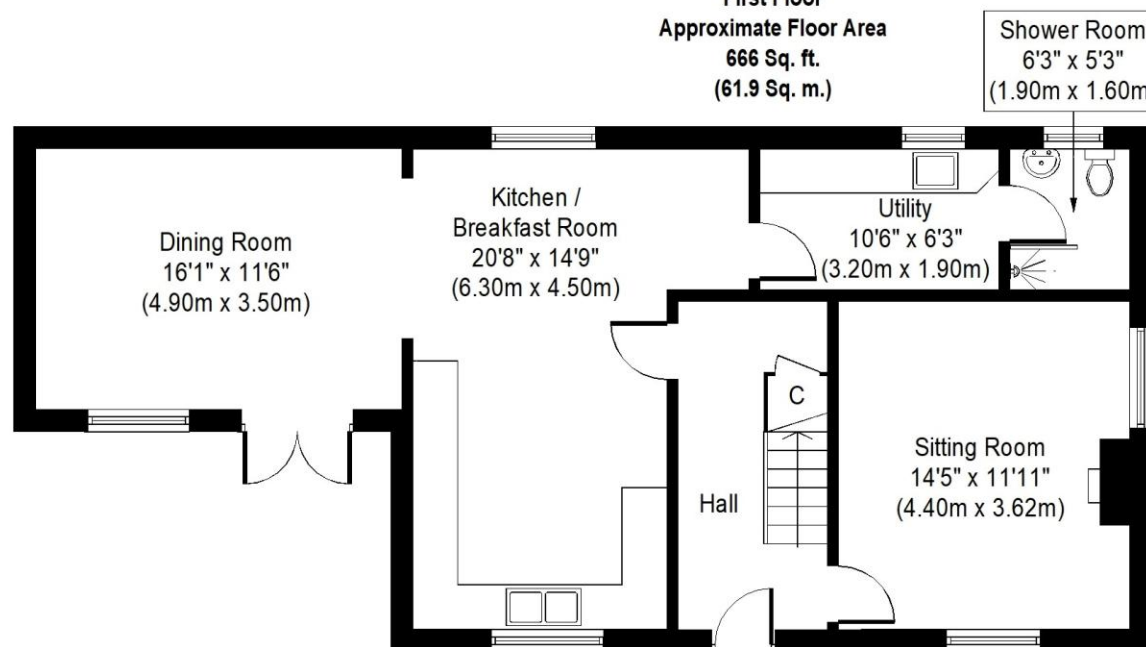 First Floor
Approximate Floor Area
666 Sq. ft.
(61.9 Sq. m.)
Shower Room
6'3" x 5'3"
(1.90m x 1.60m
Kitchen /
Breakfast Room
20'8" x 14'9"
(6.30m x 4.50m)
Dining Room
16'1" x 11'6"
(4.90m x 3.50m)
Utility
10'6" x 6'3"
(3.20m x 1.90m)
C
Hall
Sitting Room
14'5" x 11'11"
(4.40m x 3.62m)